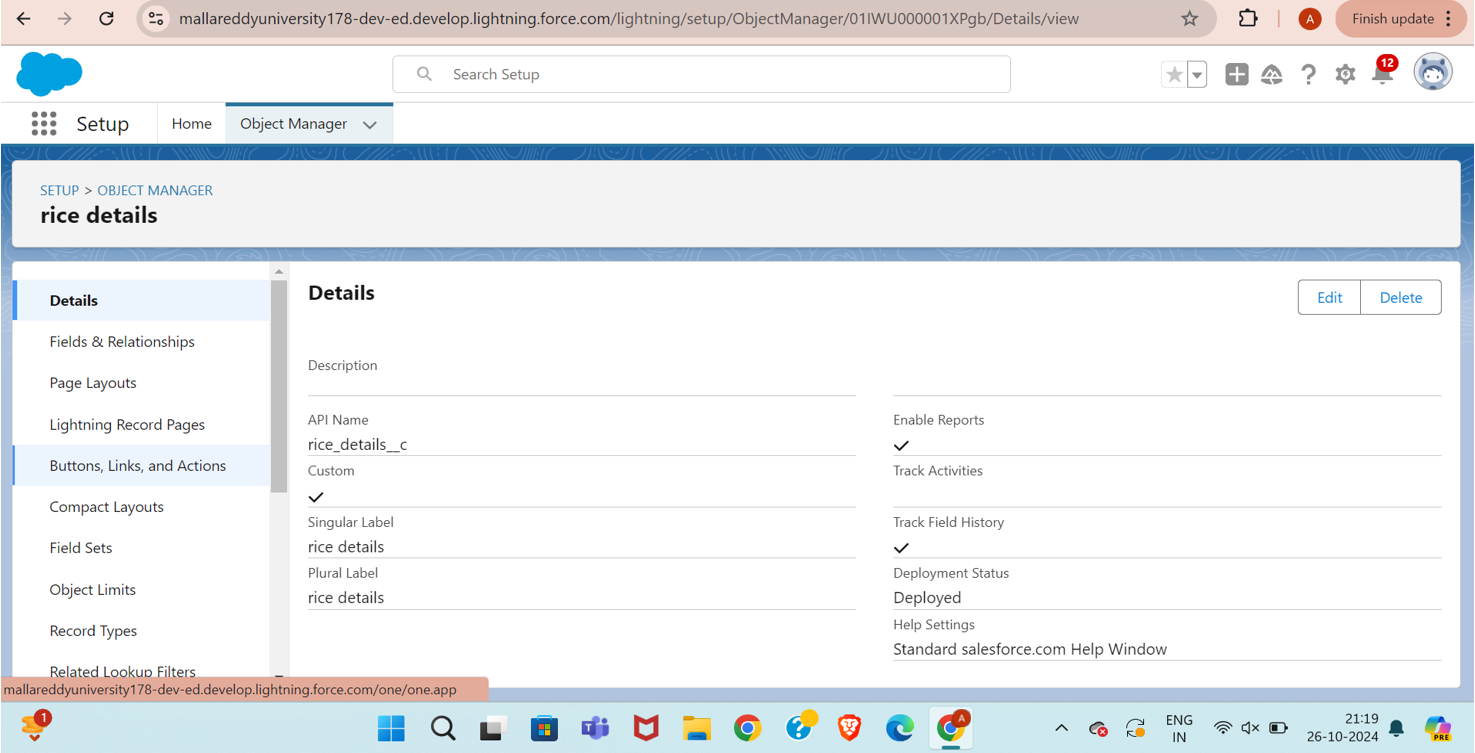 mallareddyuniversity178-dev-ed.develop.lightning.force.com/lightning/setup/ObjectManager/01IWU000001XPgb/Details/view
A
Finish update
Search Setup
12
Setup
Home
Object Manager
SETUP > OBJECT MANAGER
rice details
Details
Fields & Relationships
Page Layouts
Lightning Record Pages
Buttons, Links, and Actions
Compact Layouts
Field Sets
Object Limits
Record Types
Related Lookup Filters
Details
Edit
Delete
Description
API Name
rice_details__c
Custom
Singular Label
rice details
Plural Label
rice details
Enable Reports
Track Activities
Track Field History
Deployment Status
Deployed
Help Settings
Standard salesforce.com Help Window
mallareddyuniversity178-dev-ed.develop.lightning.force.com/one/one.app
1
A
ENG
IN
21:19
26-10-2024
PRE